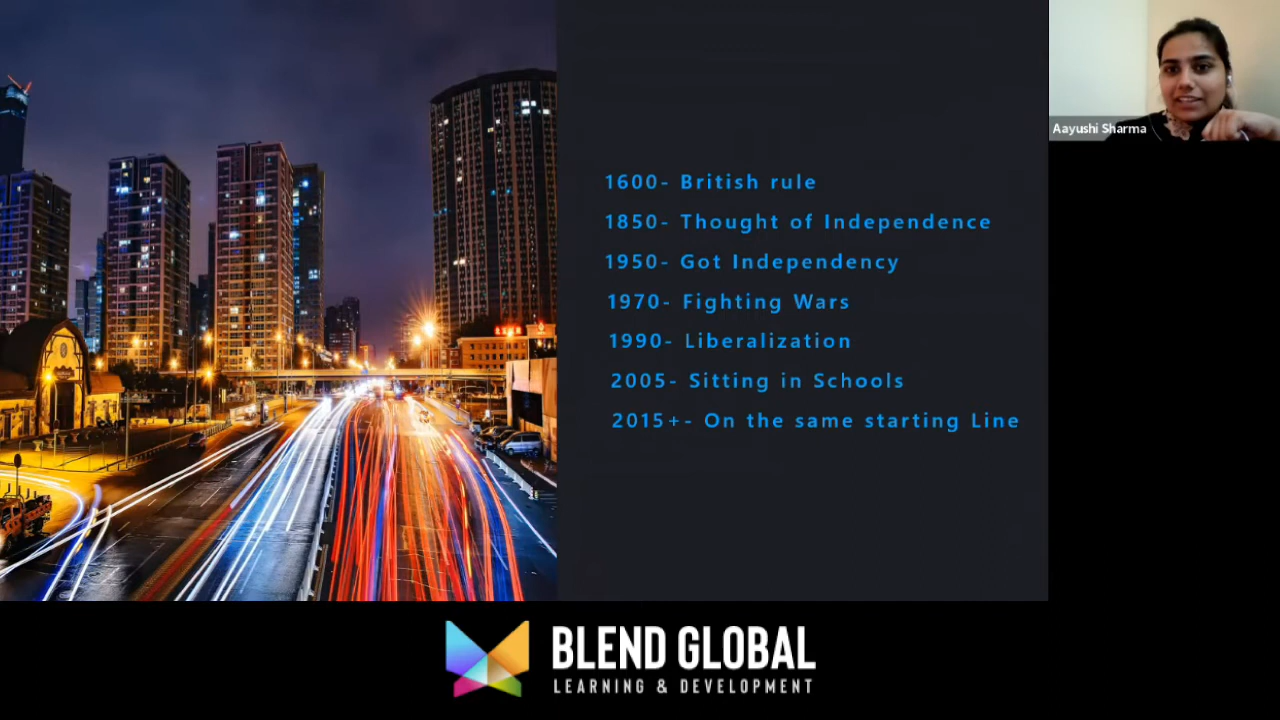 1600- British rule
1850- Thought of Independence
1950- Got Independency
1970- Fighting Wars
1990- Liberalization
2005- Sitting in Schools
2015+- On the same starting Line
Aayushi Sharma
BLEND GLOBAL
LEARNING & DEVELOPMENT